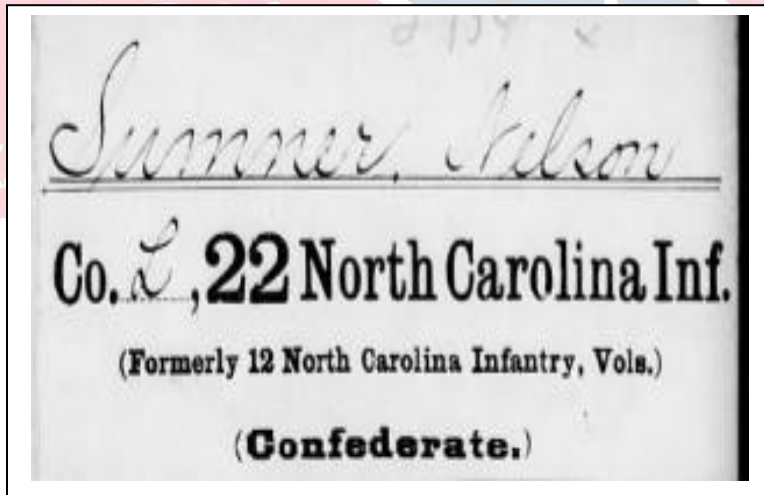 Sumner, Nelson
Co. L, 22 North Carolina Inf.
(Formerly 12 North Carolina Infantry, Vols.)
(Confederate.)